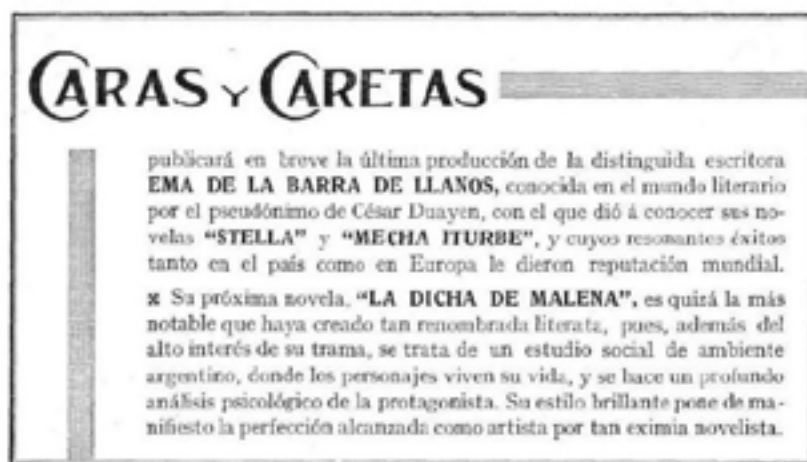 CARAS Y CARETAS
publicará en breve la última producción de la distinguida escritora
EMA DE LA BARRA DE LLANOS, conocida en el mundo literario
por el pseudónimo de César Duayen, con el que dió á conocer sus no-
velas “STELLA” y “MECHA ITURBE”, y cuyos resonantes éxitos
tanto en el país como en Europa le dieron reputación mundial.
Su próxima novela, “LA DICHA DE MALENA”, es quizá la más
notable que haya creado tan renombrada literata, pues, además del
alto interés de su trama, se trata de un estudio social de ambiente
argentino, donde los personajes viven su vida, y se hace un profundo
análisis psicológico de la protagonista. Su estilo brillante pone de ma-
nifiesto la perfección alcanzada como artista por tan eximia novelista.